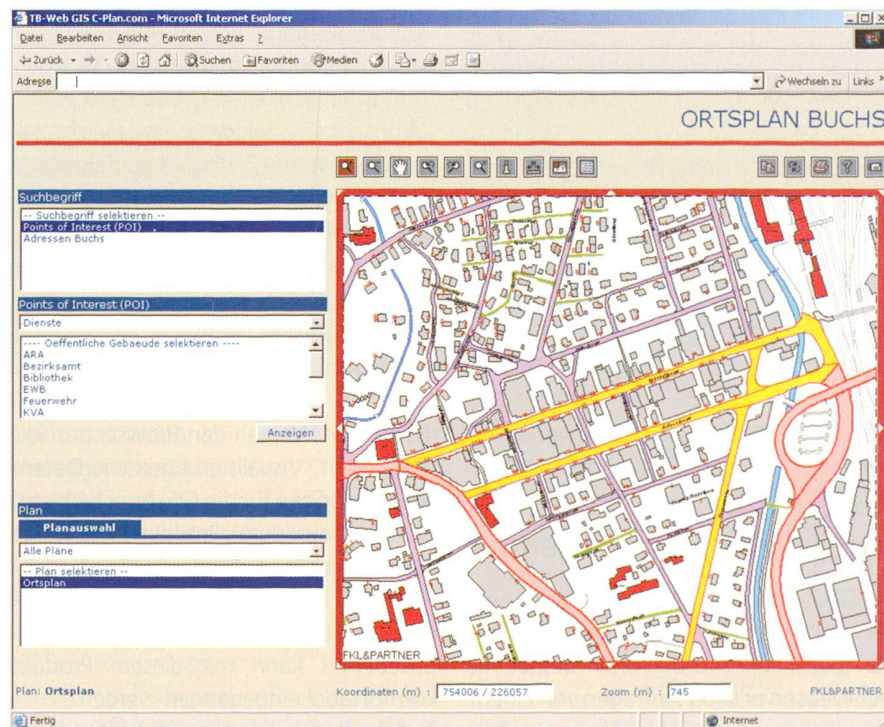 TB-Web GIS C-Plan.com - Microsoft Internet Explorer
Datei Bearbeiten Ansicht Favoriten Extras ?
Zurück Suchen Favoriten Medien
Adresse Wechseln zu Links
ORTSPLAN BUCHS
Suchbegriff
-- Suchbegriff selektieren --
Points of Interest (POI)
Adressen Buchs
Points of Interest (POI)
Dienste
---- Oeffentliche Gebaeude selektieren ----
ARA
Bezirksamt
Bibliothek
EWB
Feuerwehr
KVA
Anzeigen
Plan
Planauswahl
Alle Pläne
-- Plan selektieren --
Ortsplan
FKL&PARTNER
Plan: Ortsplan
Koordinaten (m) : 754006 / 226057
Zoom (m) : 745
FKL&PARTNER
Fertig
Internet